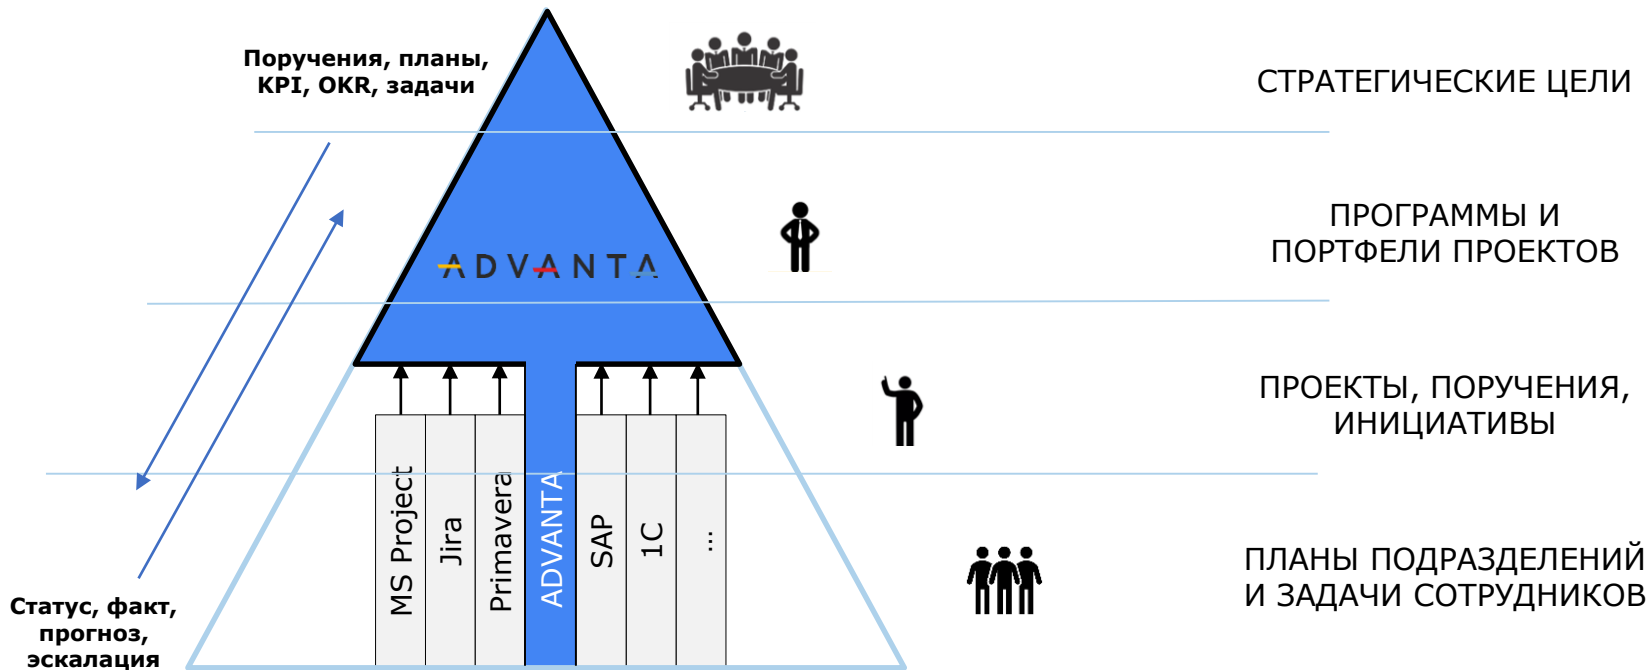 Поручения, планы,
KPI, OKR, задачи
СТРАТЕГИЧЕСКИЕ ЦЕЛИ
ПРОГРАММЫ И
ПОРТФЕЛИ ПРОЕКТОВ
ADVANTA
ПРОЕКТЫ, ПОРУЧЕНИЯ,
ИНИЦИАТИВЫ
MS Project
Jira
Primavera
ADVANTA
SAP
1C
...
ПЛАНЫ ПОДРАЗДЕЛЕНИЙ
И ЗАДАЧИ СОТРУДНИКОВ
Статус, факт,
прогноз,
эскалация